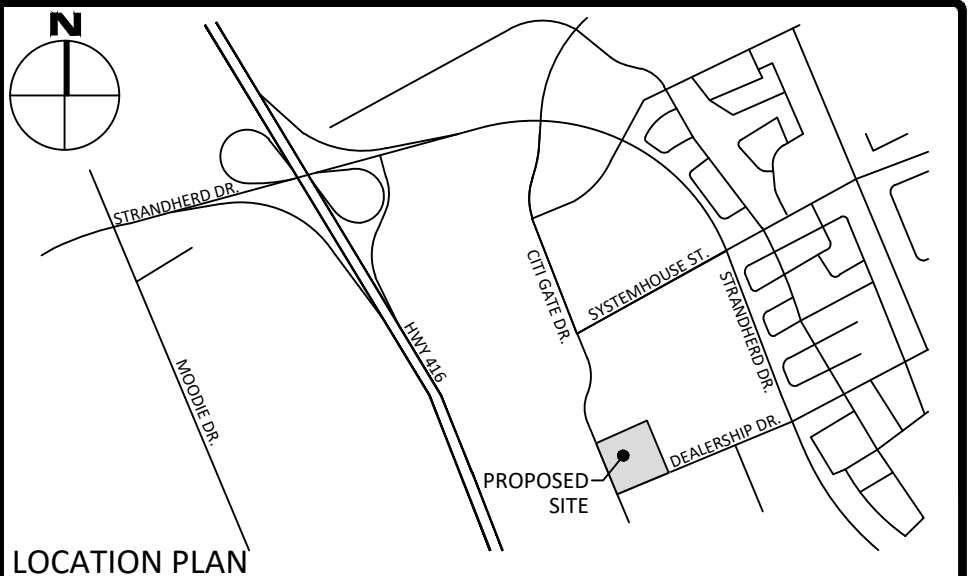 N
STRANDHERD DR.
MOODIE DR.
HWY 416
CITI GATE DR.
SYSTEMHOUSE ST.
STRANDHERD DR.
DEALERSHIP DR.
PROPOSED
SITE
LOCATION PLAN